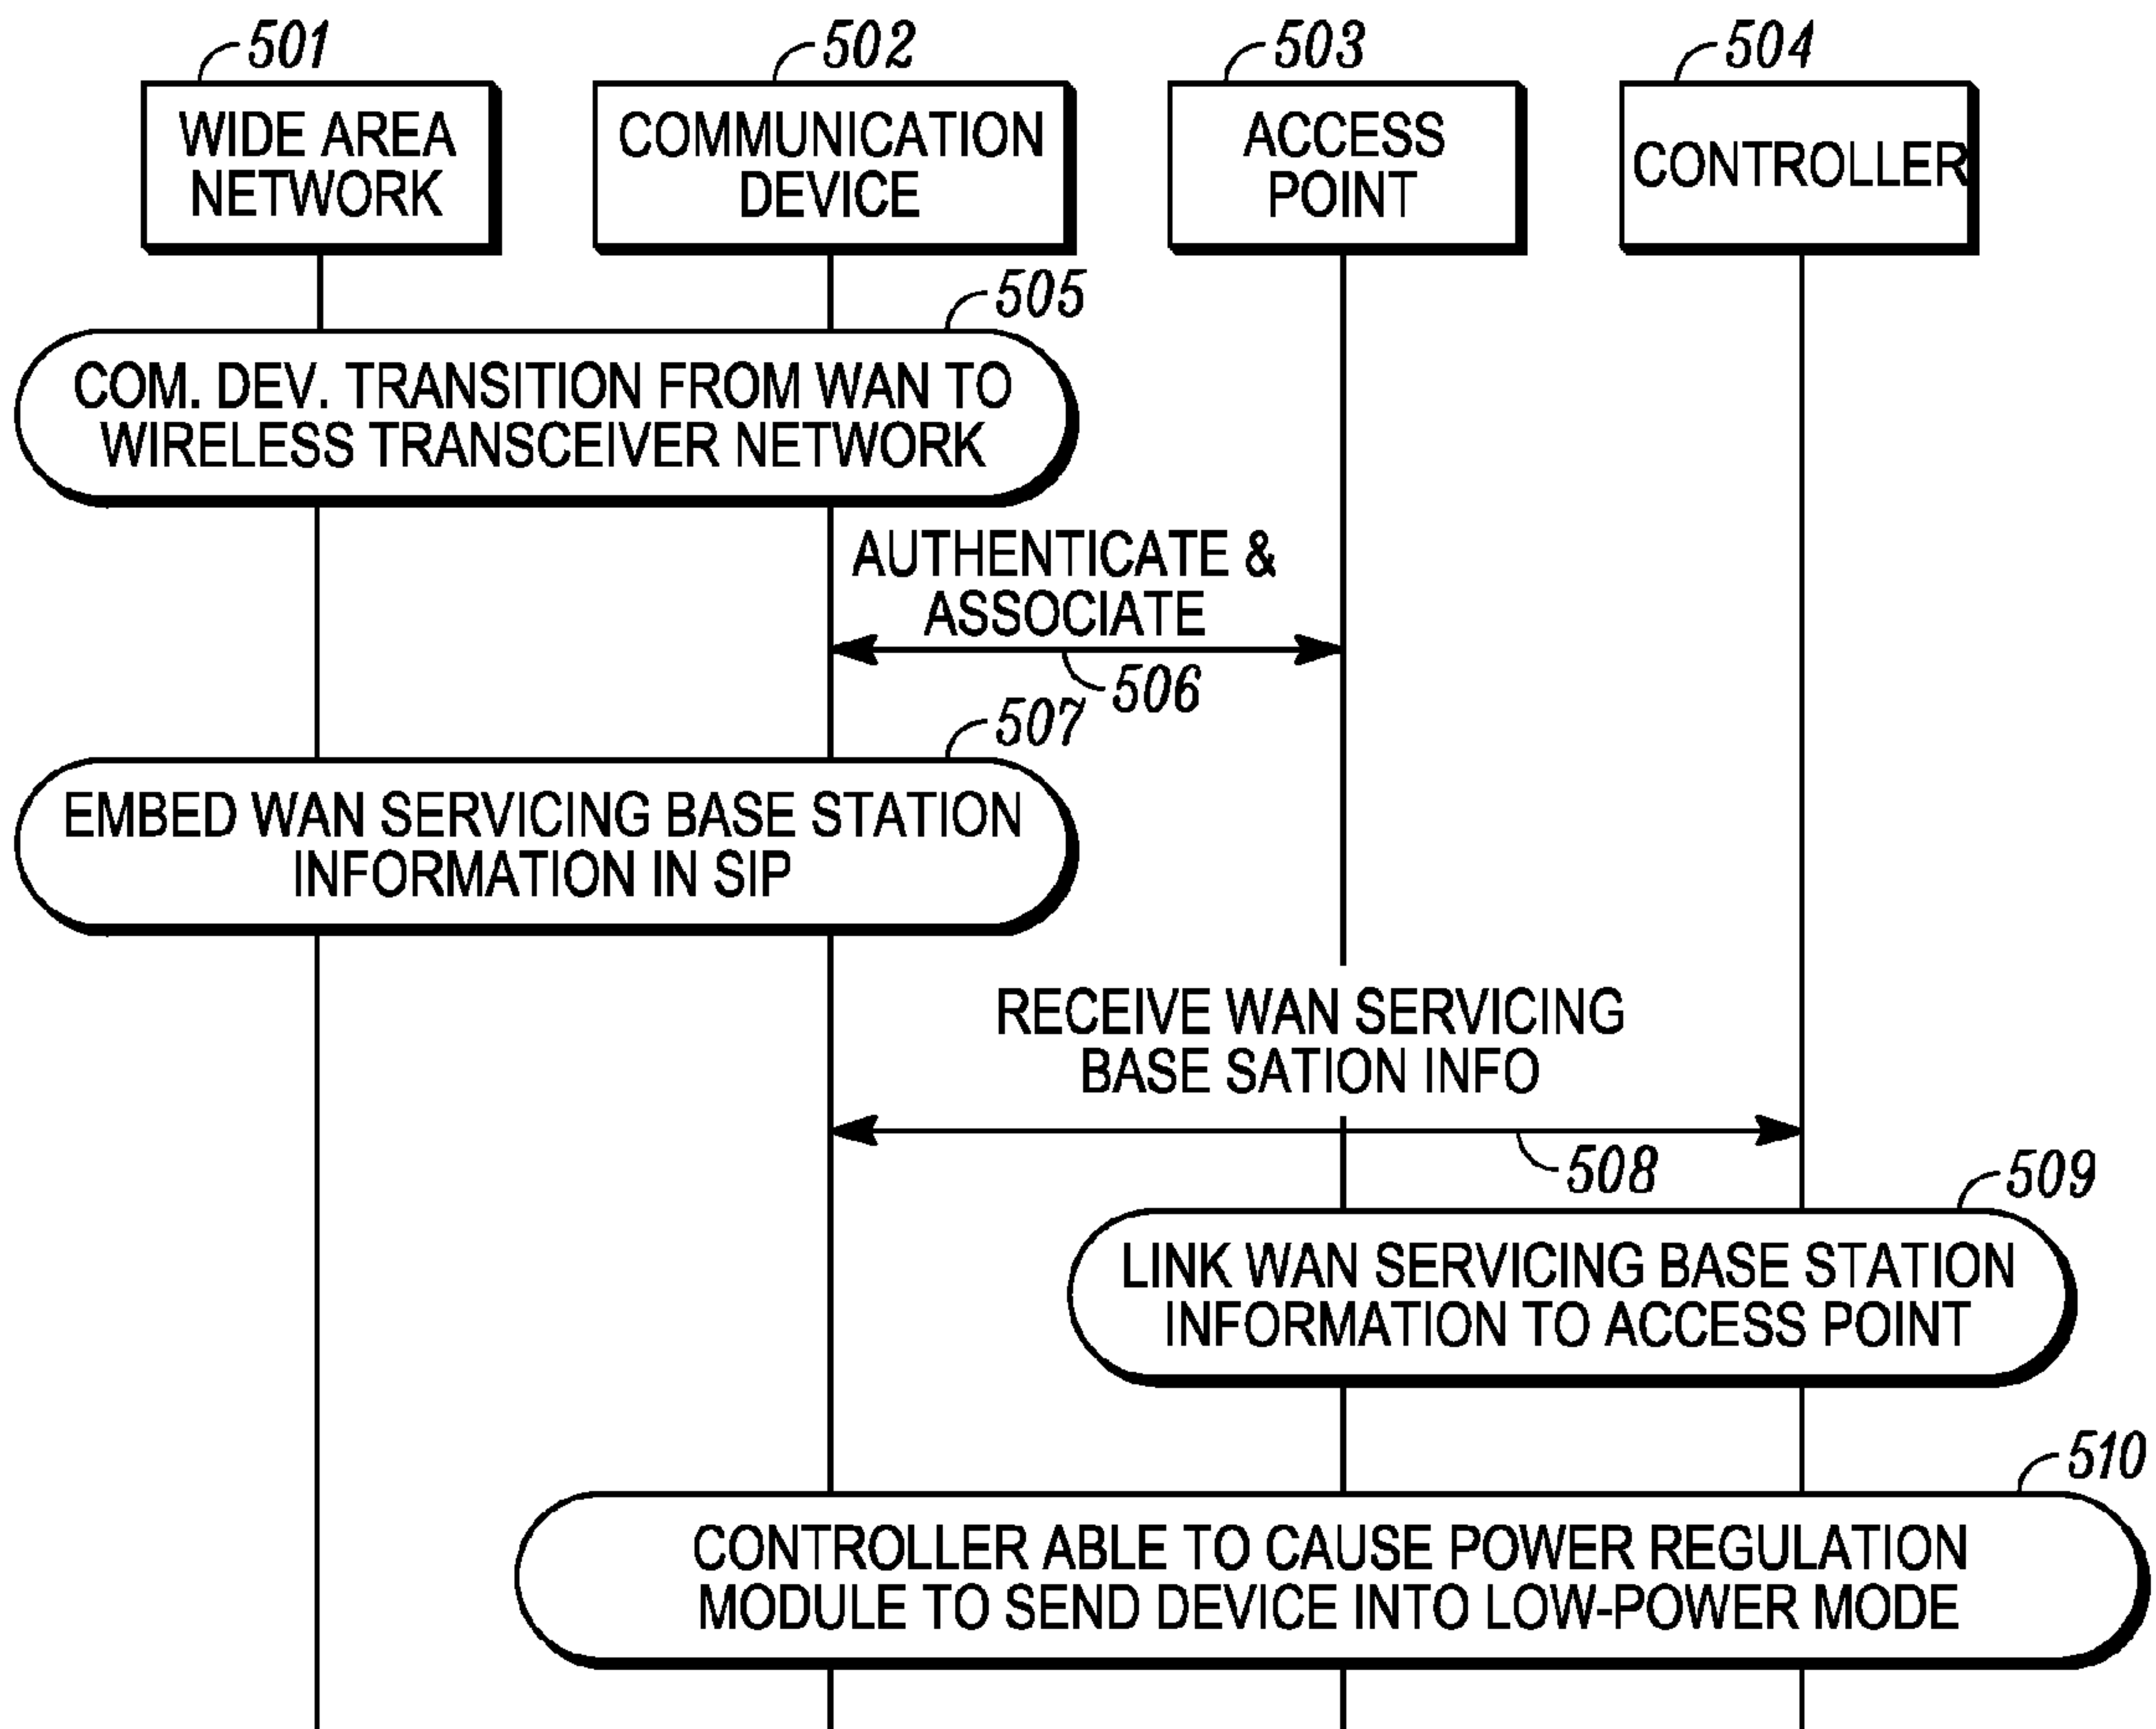 501
502
503
504
WIDE AREA
NETWORK
COMMUNICATION
DEVICE
ACCESS
POINT
CONTROLLER
505
COM. DEV. TRANSITION FROM WAN TO
WIRELESS TRANSCEIVER NETWORK
AUTHENTICATE &
ASSOCIATE
506
507
EMBED WAN SERVICING BASE STATION
INFORMATION IN SIP
RECEIVE WAN SERVICING
BASE SATION INFO
508
509
LINK WAN SERVICING BASE STATION
INFORMATION TO ACCESS POINT
510
CONTROLLER ABLE TO CAUSE POWER REGULATION
MODULE TO SEND DEVICE INTO LOW-POWER MODE